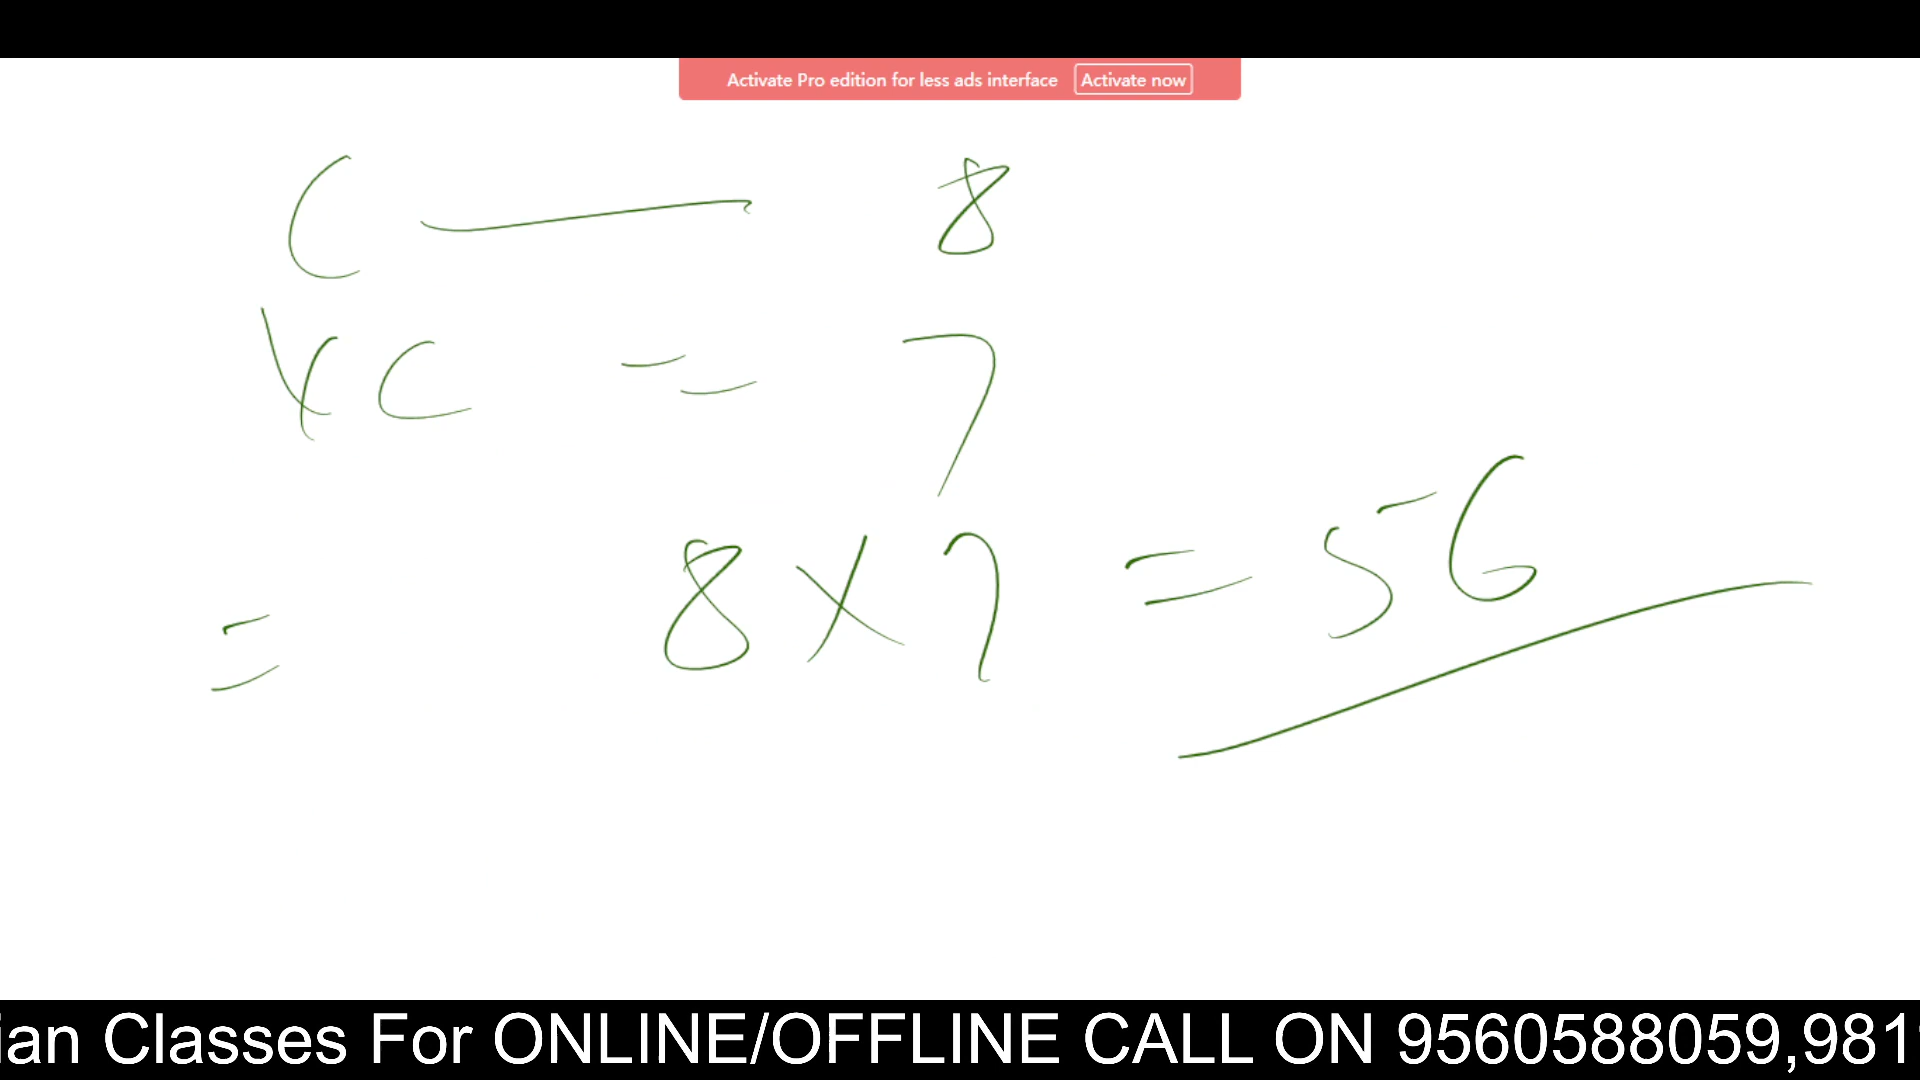 Activate Pro edition for less ads interface Activate now
C — 8
VC = 7
= 8 x 7 = 56
ian Classes For ONLINE/OFFLINE CALL ON 9560588059,981